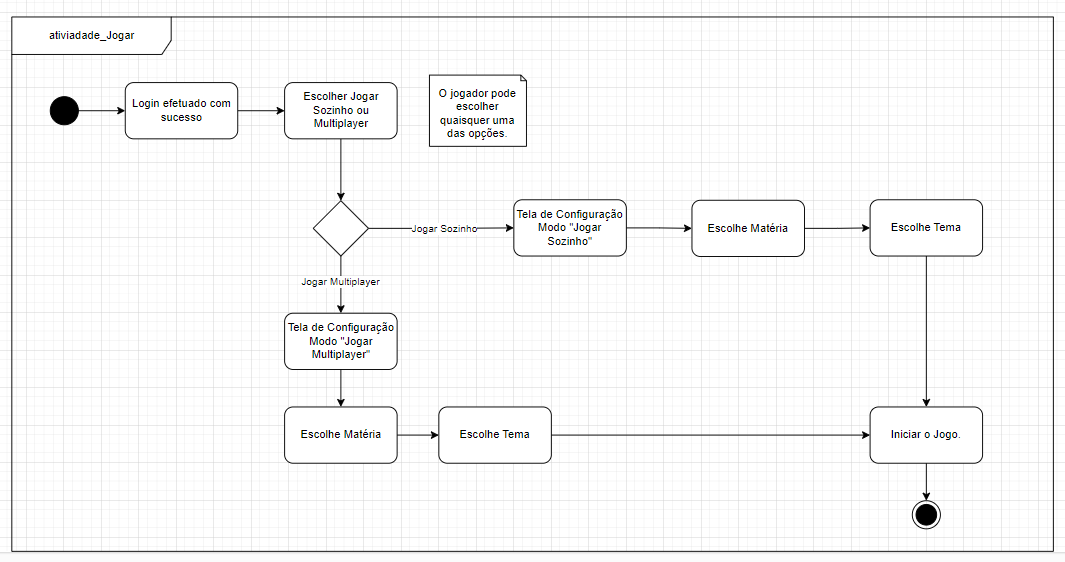 ativiadade_Jogar
Login efetuado com
sucesso
Escolher Jogar
Sozinho ou
Multiplayer
O jogador pode
escolher
quaisquer uma
das opções.
Jogar Sozinho
Tela de Configuração
Modo "Jogar
Sozinho"
Escolhe Matéria
Escolhe Tema
Jogar Multiplayer
Tela de Configuração
Modo "Jogar
Multiplayer"
Escolhe Matéria
Escolhe Tema
Iniciar o Jogo.